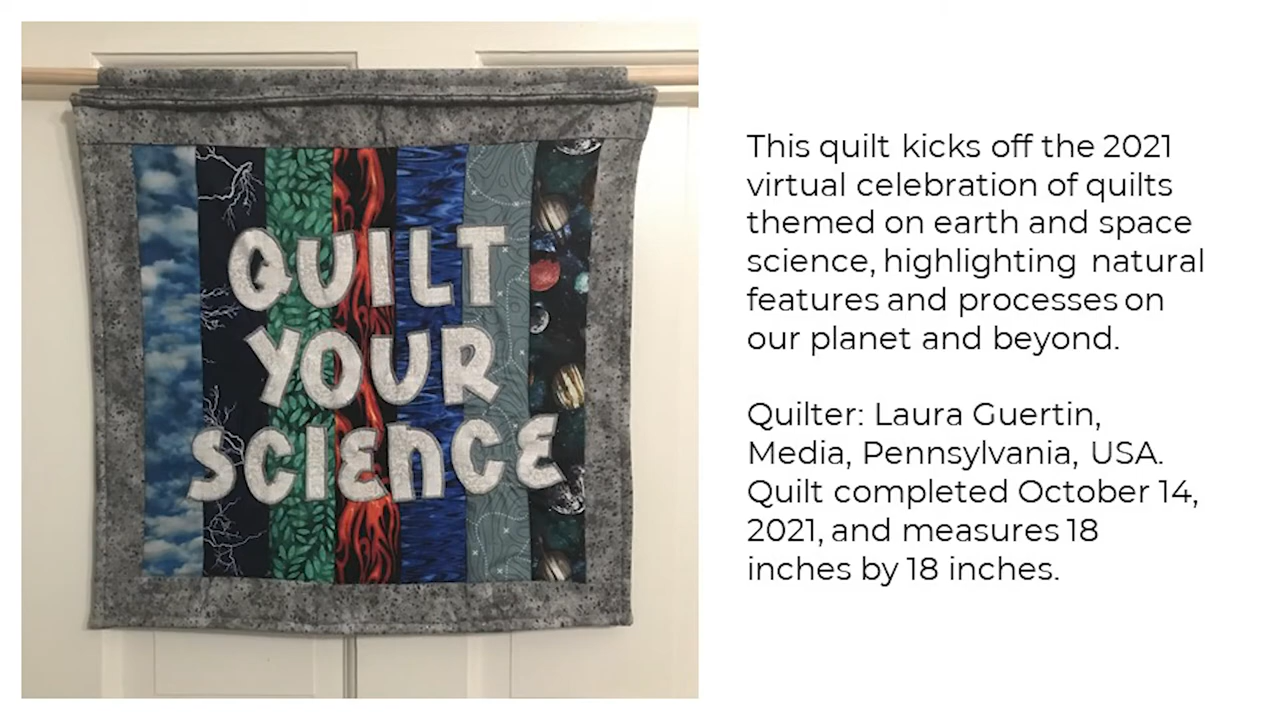 QUILT
YOUR
SCIENCE
This quilt kicks off the 2021
virtual celebration of quilts
themed on earth and space
science, highlighting natural
features and processes on
our planet and beyond.
Quilter: Laura Guertin,
Media, Pennsylvania, USA.
Quilt completed October 14,
2021, and measures 18
inches by 18 inches.